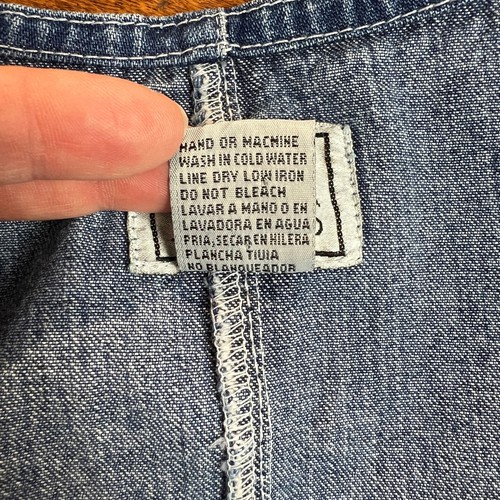 HAND OR MACHINE
WASH IN COLD WATER
LINE DRY LOW IRON
DO NOT BLEACH
LAVAR A MANO O EN
LAVADORA EN AGUA
FRIA, SECAR EN HILERA
PLANCHA TIUIA
NO BLANQUEADOR